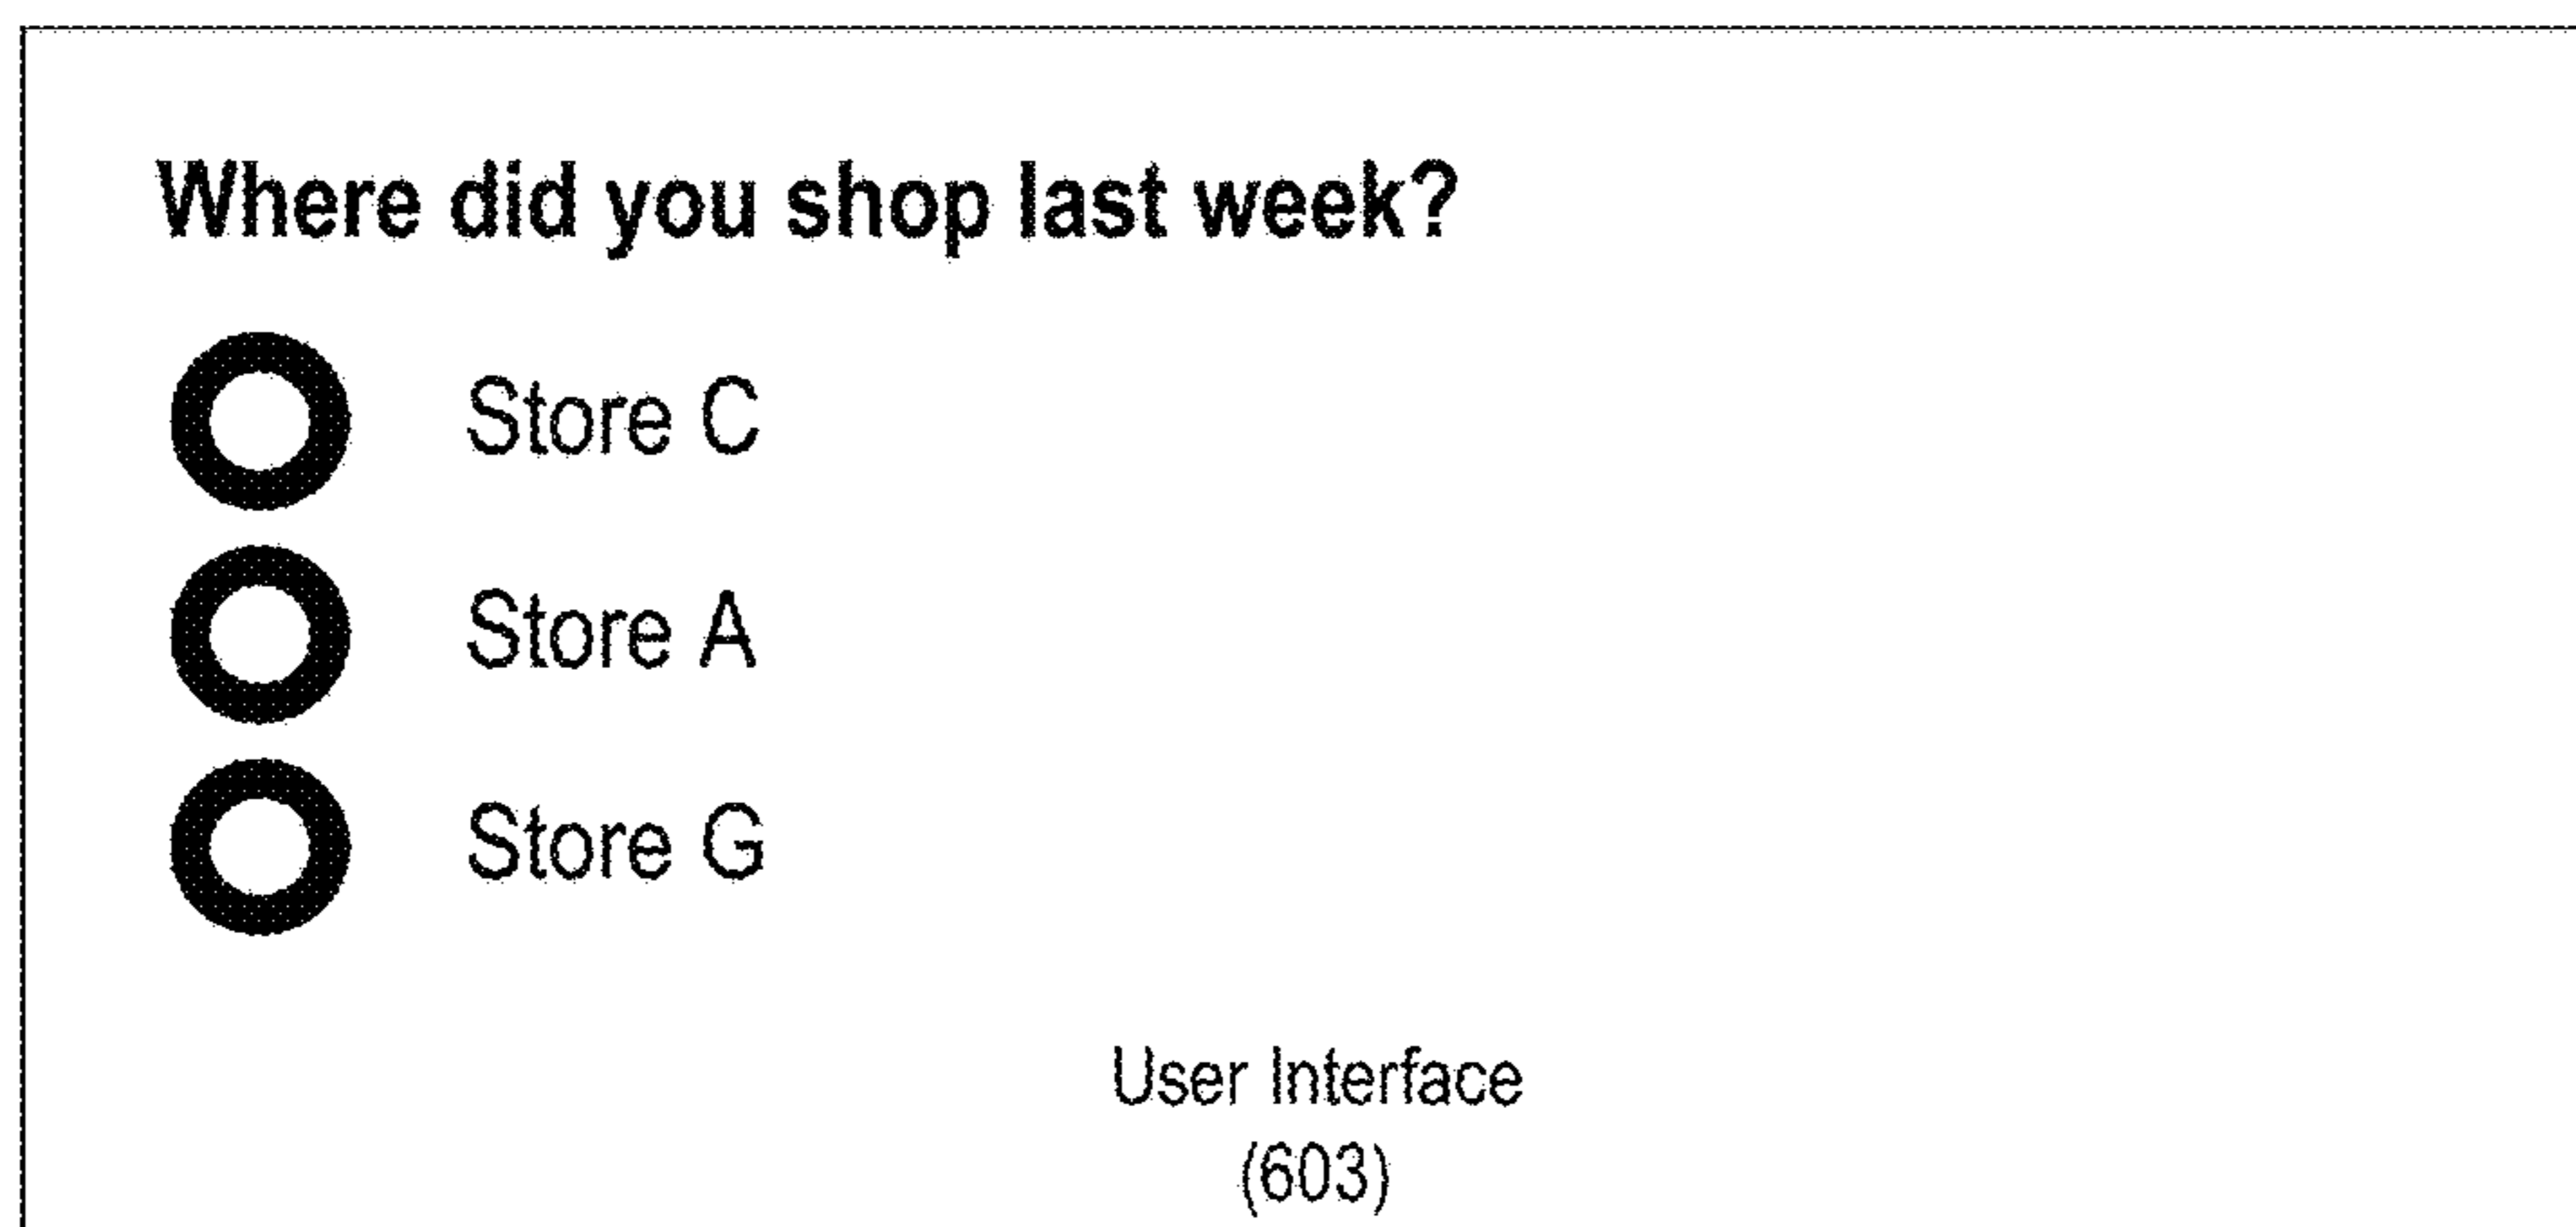 Where did you shop last week?
Store C
Store A
Store G
User Interface
(603)